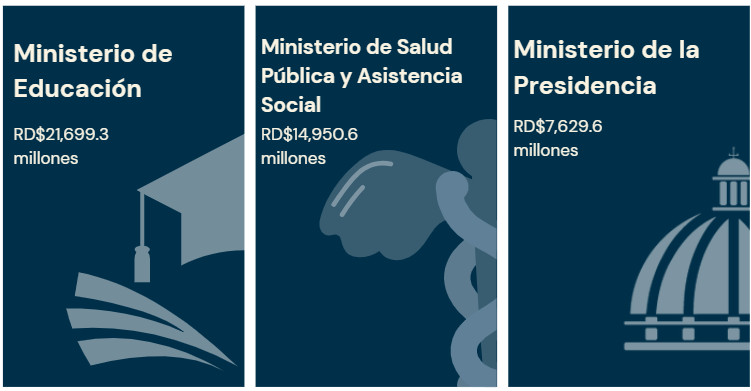 Ministerio de
Educación
RD$21,699.3
millones
Ministerio de Salud
Pública y Asistencia
Social
RD$14,950.6
millones
Ministerio de la
Presidencia
RD$7,629.6
millones